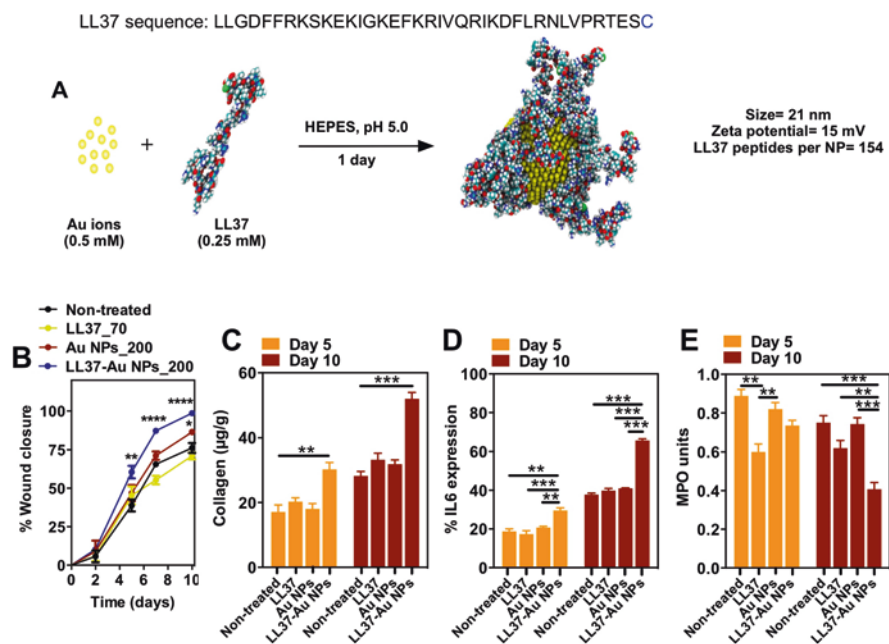 LL37 sequence: LLGDFFRKSKEKIGKEFKRIVQRIKDFLRNLVPRTESC
A
Au ions
(0.5 mM)
+
LL37
(0.25 mM)
HEPES, pH 5.0
1 day
Size= 21 nm
Zeta potential= 15 mV
LL37 peptides per NP= 154
Non-treated
LL37_70
Au NPs_200
LL37-Au NPs_200
B
% Wound closure
100
75
50
25
0
**
****
****
*
0 2 4 6 8 10
Time (days)
C
Day 5
Day 10
Collagen (µg/g)
60
40
20
0
**
***
Non-treated
LL37
Au NPs
LL37-Au NPs
Non-treated
LL37
Au NPs
LL37-Au NPs
D
Day 5
Day 10
% IL6 expression
100
80
60
40
20
0
**
***
**
***
***
***
Non-treated
LL37
Au NPs
LL37-Au NPs
Non-treated
LL37
Au NPs
LL37-Au NPs
E
Day 5
Day 10
MPO units
1.0
0.8
0.6
0.4
0.2
0.0
**
**
***
**
***
Non-treated
LL37
Au NPs
LL37-Au NPs
Non-treated
LL37
Au NPs
LL37-Au NPs